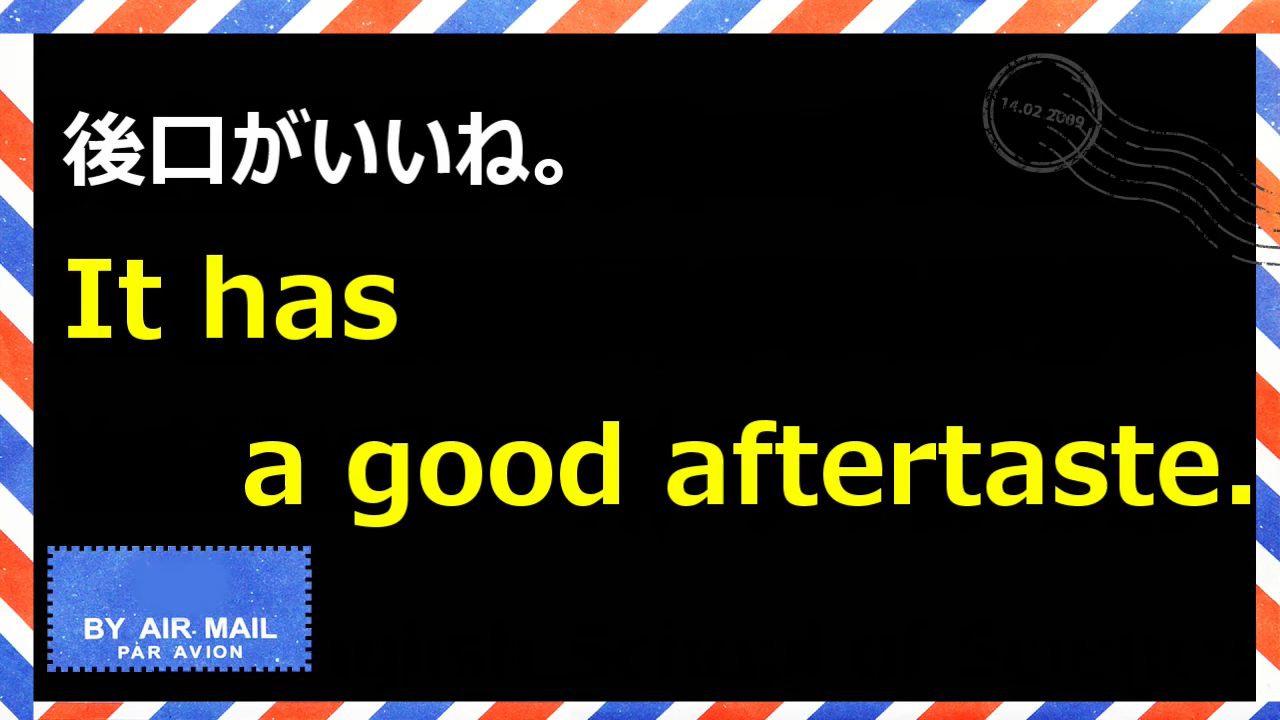 後口がいいね。
14.02 2009
It has
a good aftertaste.
BY AIR MAIL
PAR AVION